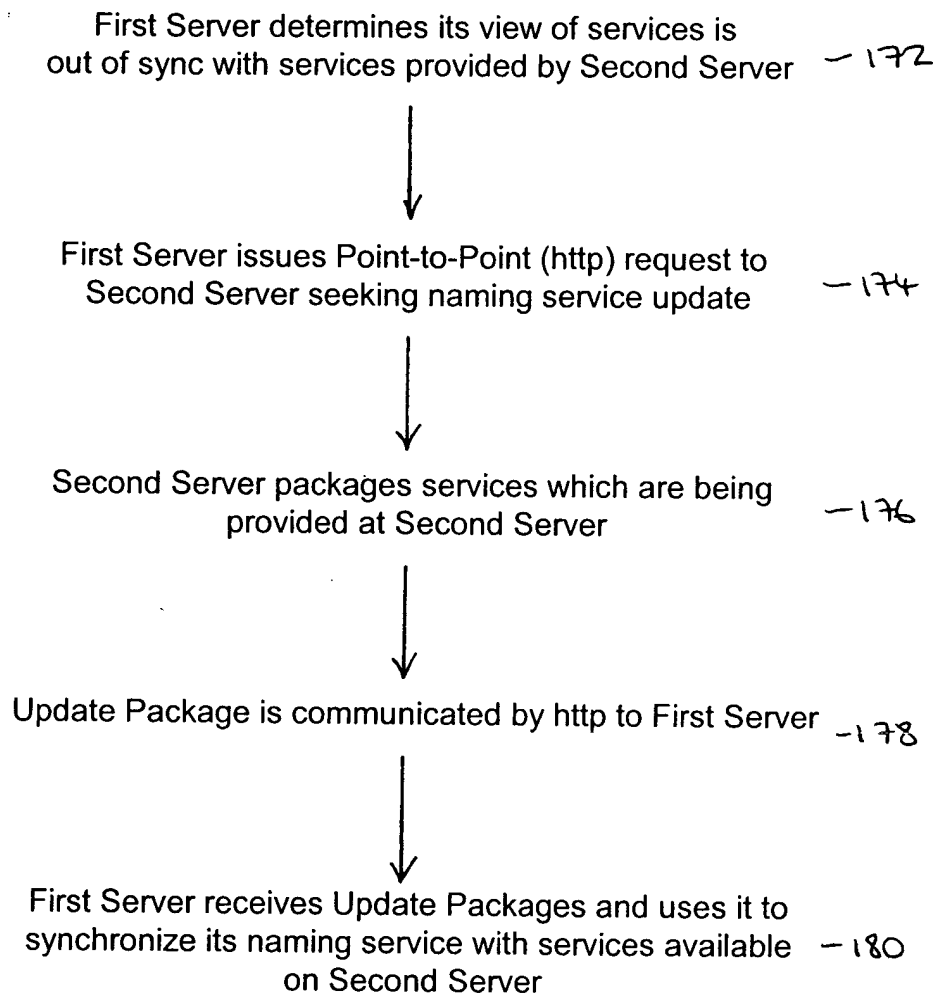 First Server determines its view of services is
out of sync with services provided by Second Server - 172
First Server issues Point-to-Point (http) request to
Second Server seeking naming service update - 174
Second Server packages services which are being
provided at Second Server - 176
Update Package is communicated by http to First Server - 178
First Server receives Update Packages and uses it to
synchronize its naming service with services available - 180
on Second Server